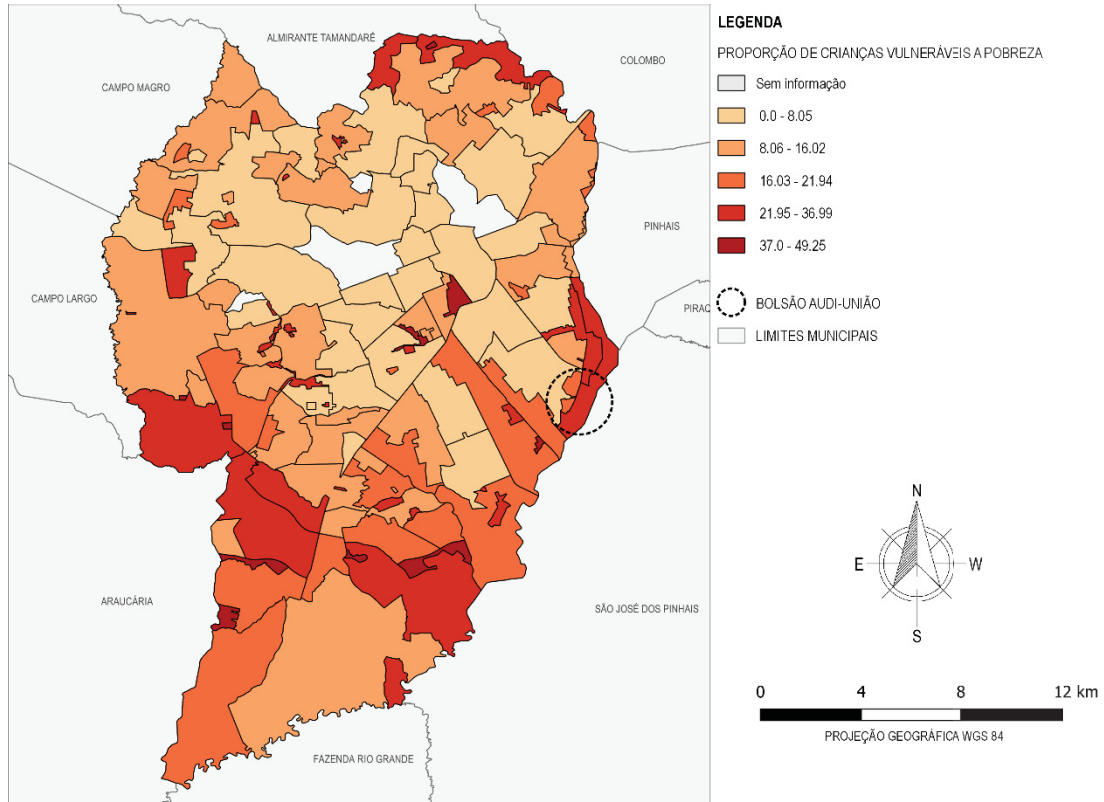 ALMIRANTE TAMANDARÉ
COLOMBO
CAMPO MAGRO
PINHAIS
CAMPO LARGO
PIRAQ
ARAUCÁRIA
SÃO JOSÉ DOS PINHAIS
FAZENDA RIO GRANDE
LEGENDA
PROPORÇÃO DE CRIANÇAS VULNERÁVEIS A POBREZA
Sem informação
0.0 - 8.05
8.06 - 16.02
16.03 - 21.94
21.95 - 36.99
37.0 - 49.25
BOLSÃO AUDI-UNIÃO
LIMITES MUNICIPAIS
N
E W
S
0 4 8 12 km
PROJEÇÃO GEOGRÁFICA WGS 84